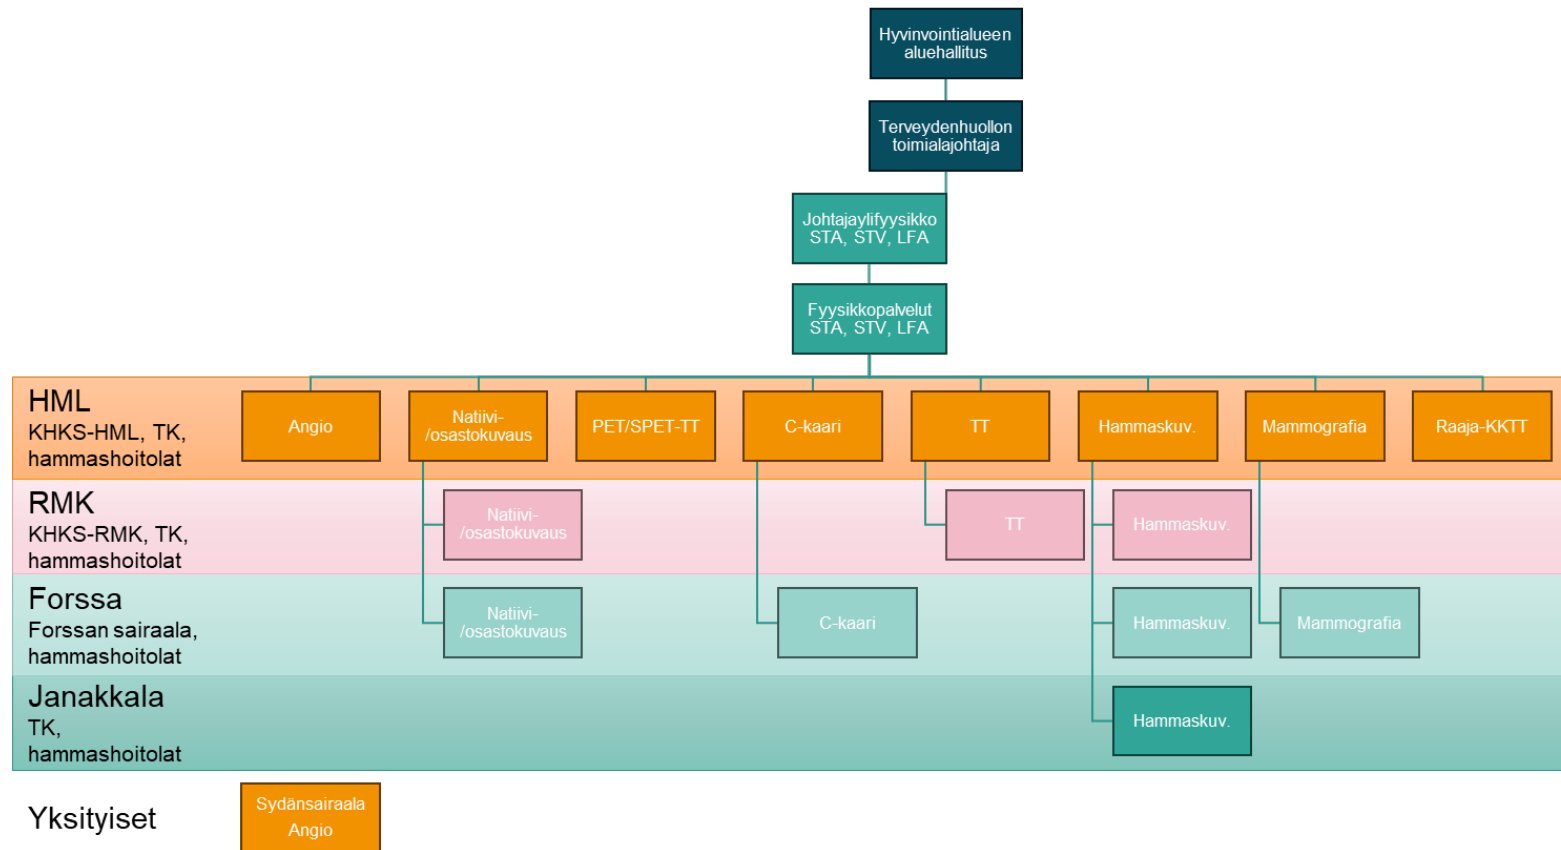 Hyvinvointialueen
aluehallitus
Terveydenhuollon
toimialajohtaja
Johtajaylifyysikko
STA, STV, LFA
Fyysikkopalvelut
STA, STV, LFA
HML
KHKS-HML, TK,
hammashoitolat
Angio
Natiivi-
/osastokuvaus
PET/SPET-TT
C-kaari
TT
Hammaskuv.
Mammografia
Raaja-KKTT
RMK
KHKS-RMK, TK,
hammashoitolat
Natiivi-
/osastokuvaus
TT
Hammaskuv.
Forssa
Forssan sairaala,
hammashoitolat
Natiivi-
/osastokuvaus
C-kaari
Hammaskuv.
Mammografia
Janakkala
TK,
hammashoitolat
Hammaskuv.
Yksityiset
Sydänsairaala
Angio